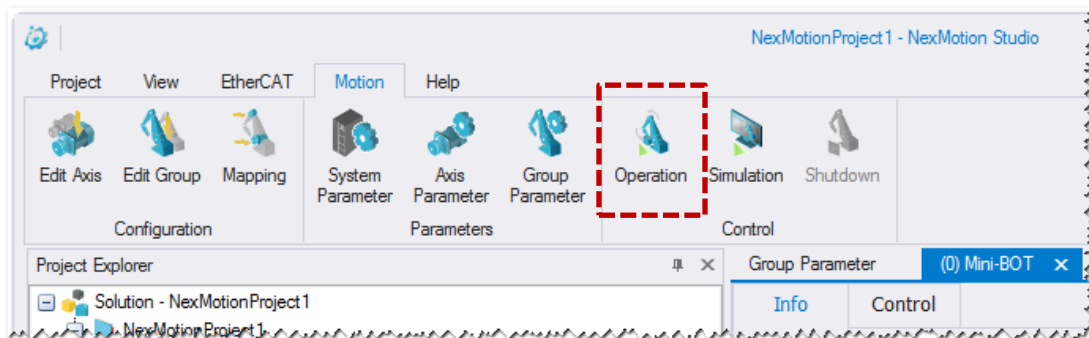 NexMotionProject1 - NexMotion Studio
Project View EtherCAT Motion Help
Edit Axis Edit Group Mapping System Parameter Axis Parameter Group Parameter Operation Simulation Shutdown
Configuration Parameters Control
Project Explorer Group Parameter (0) Mini-BOT
Solution - NexMotionProject1 Info Control
NexMotionProject1